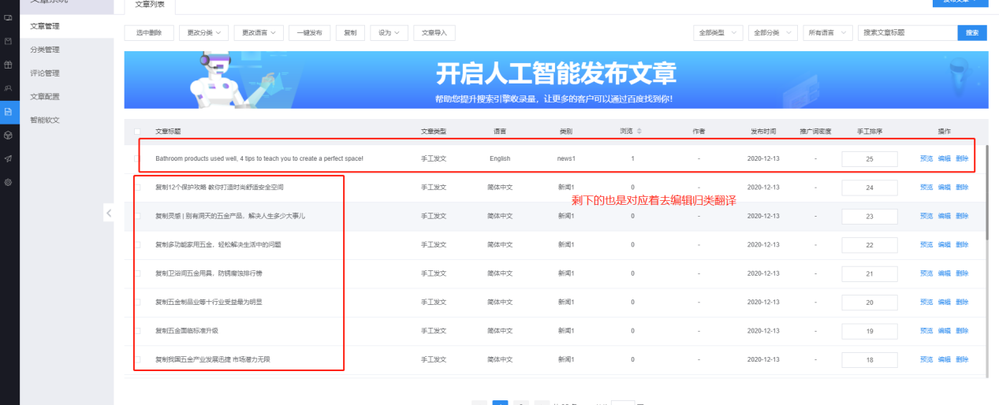 文章系统
文章列表
发布文章
文章管理
分类管理
评论管理
文章配置
智能软文
选中删除 更改分类 更改语言 一键发布 复制 设为 文章导入 全部类型 全部分类 所有语言 搜索文章标题 搜索
开启人工智能发布文章
帮助您提升搜索引擎收录量，让更多的客户可以通过百度找到你！
文章标题 文章类型 语言 类别 浏览 作者 发布时间 推广词密度 手工排序 操作
Bathroom products used well, 4 tips to teach you to create a perfect space! 手工发文 English news1 1 - 2020-12-13 - 25 预览 编辑 删除
复制12个保护攻略 教你打造时尚舒适安全空间 手工发文 简体中文 新闻1 0 - 2020-12-13 - 24 预览 编辑 删除
剩下的也是对应着去编辑归类翻译
复制灵感 | 别有洞天的五金产品，解决人生多少大事儿 手工发文 简体中文 新闻1 0 - 2020-12-13 - 23 预览 编辑 删除
复制多功能家用五金，轻松解决生活中的问题 手工发文 简体中文 新闻1 0 - 2020-12-13 - 22 预览 编辑 删除
复制卫浴间五金用具，防锈腐蚀排行榜 手工发文 简体中文 新闻1 0 - 2020-12-13 - 21 预览 编辑 删除
复制五金制品业等十行业受益最为明显 手工发文 简体中文 新闻1 0 - 2020-12-13 - 20 预览 编辑 删除
复制五金面临标准升级 手工发文 简体中文 新闻1 0 - 2020-12-13 - 19 预览 编辑 删除
复制我国五金产业发展迅捷 市场潜力无限 手工发文 简体中文 新闻1 0 - 2020-12-13 - 18 预览 编辑 删除